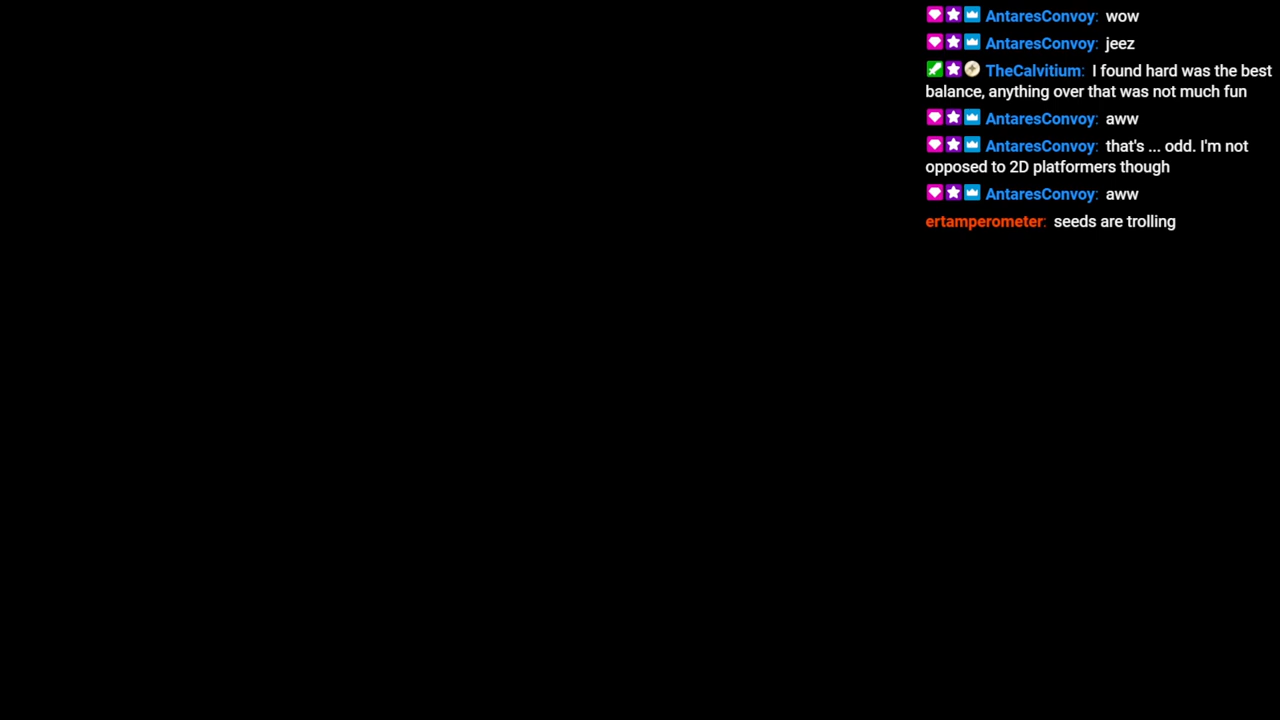 AntaresConvoy: wow
AntaresConvoy: jeez
TheCalvitium: I found hard was the best
balance, anything over that was not much fun
AntaresConvoy: aww
AntaresConvoy: that's ... odd. I'm not
opposed to 2D platformers though
AntaresConvoy: aww
ertamperometer: seeds are trolling